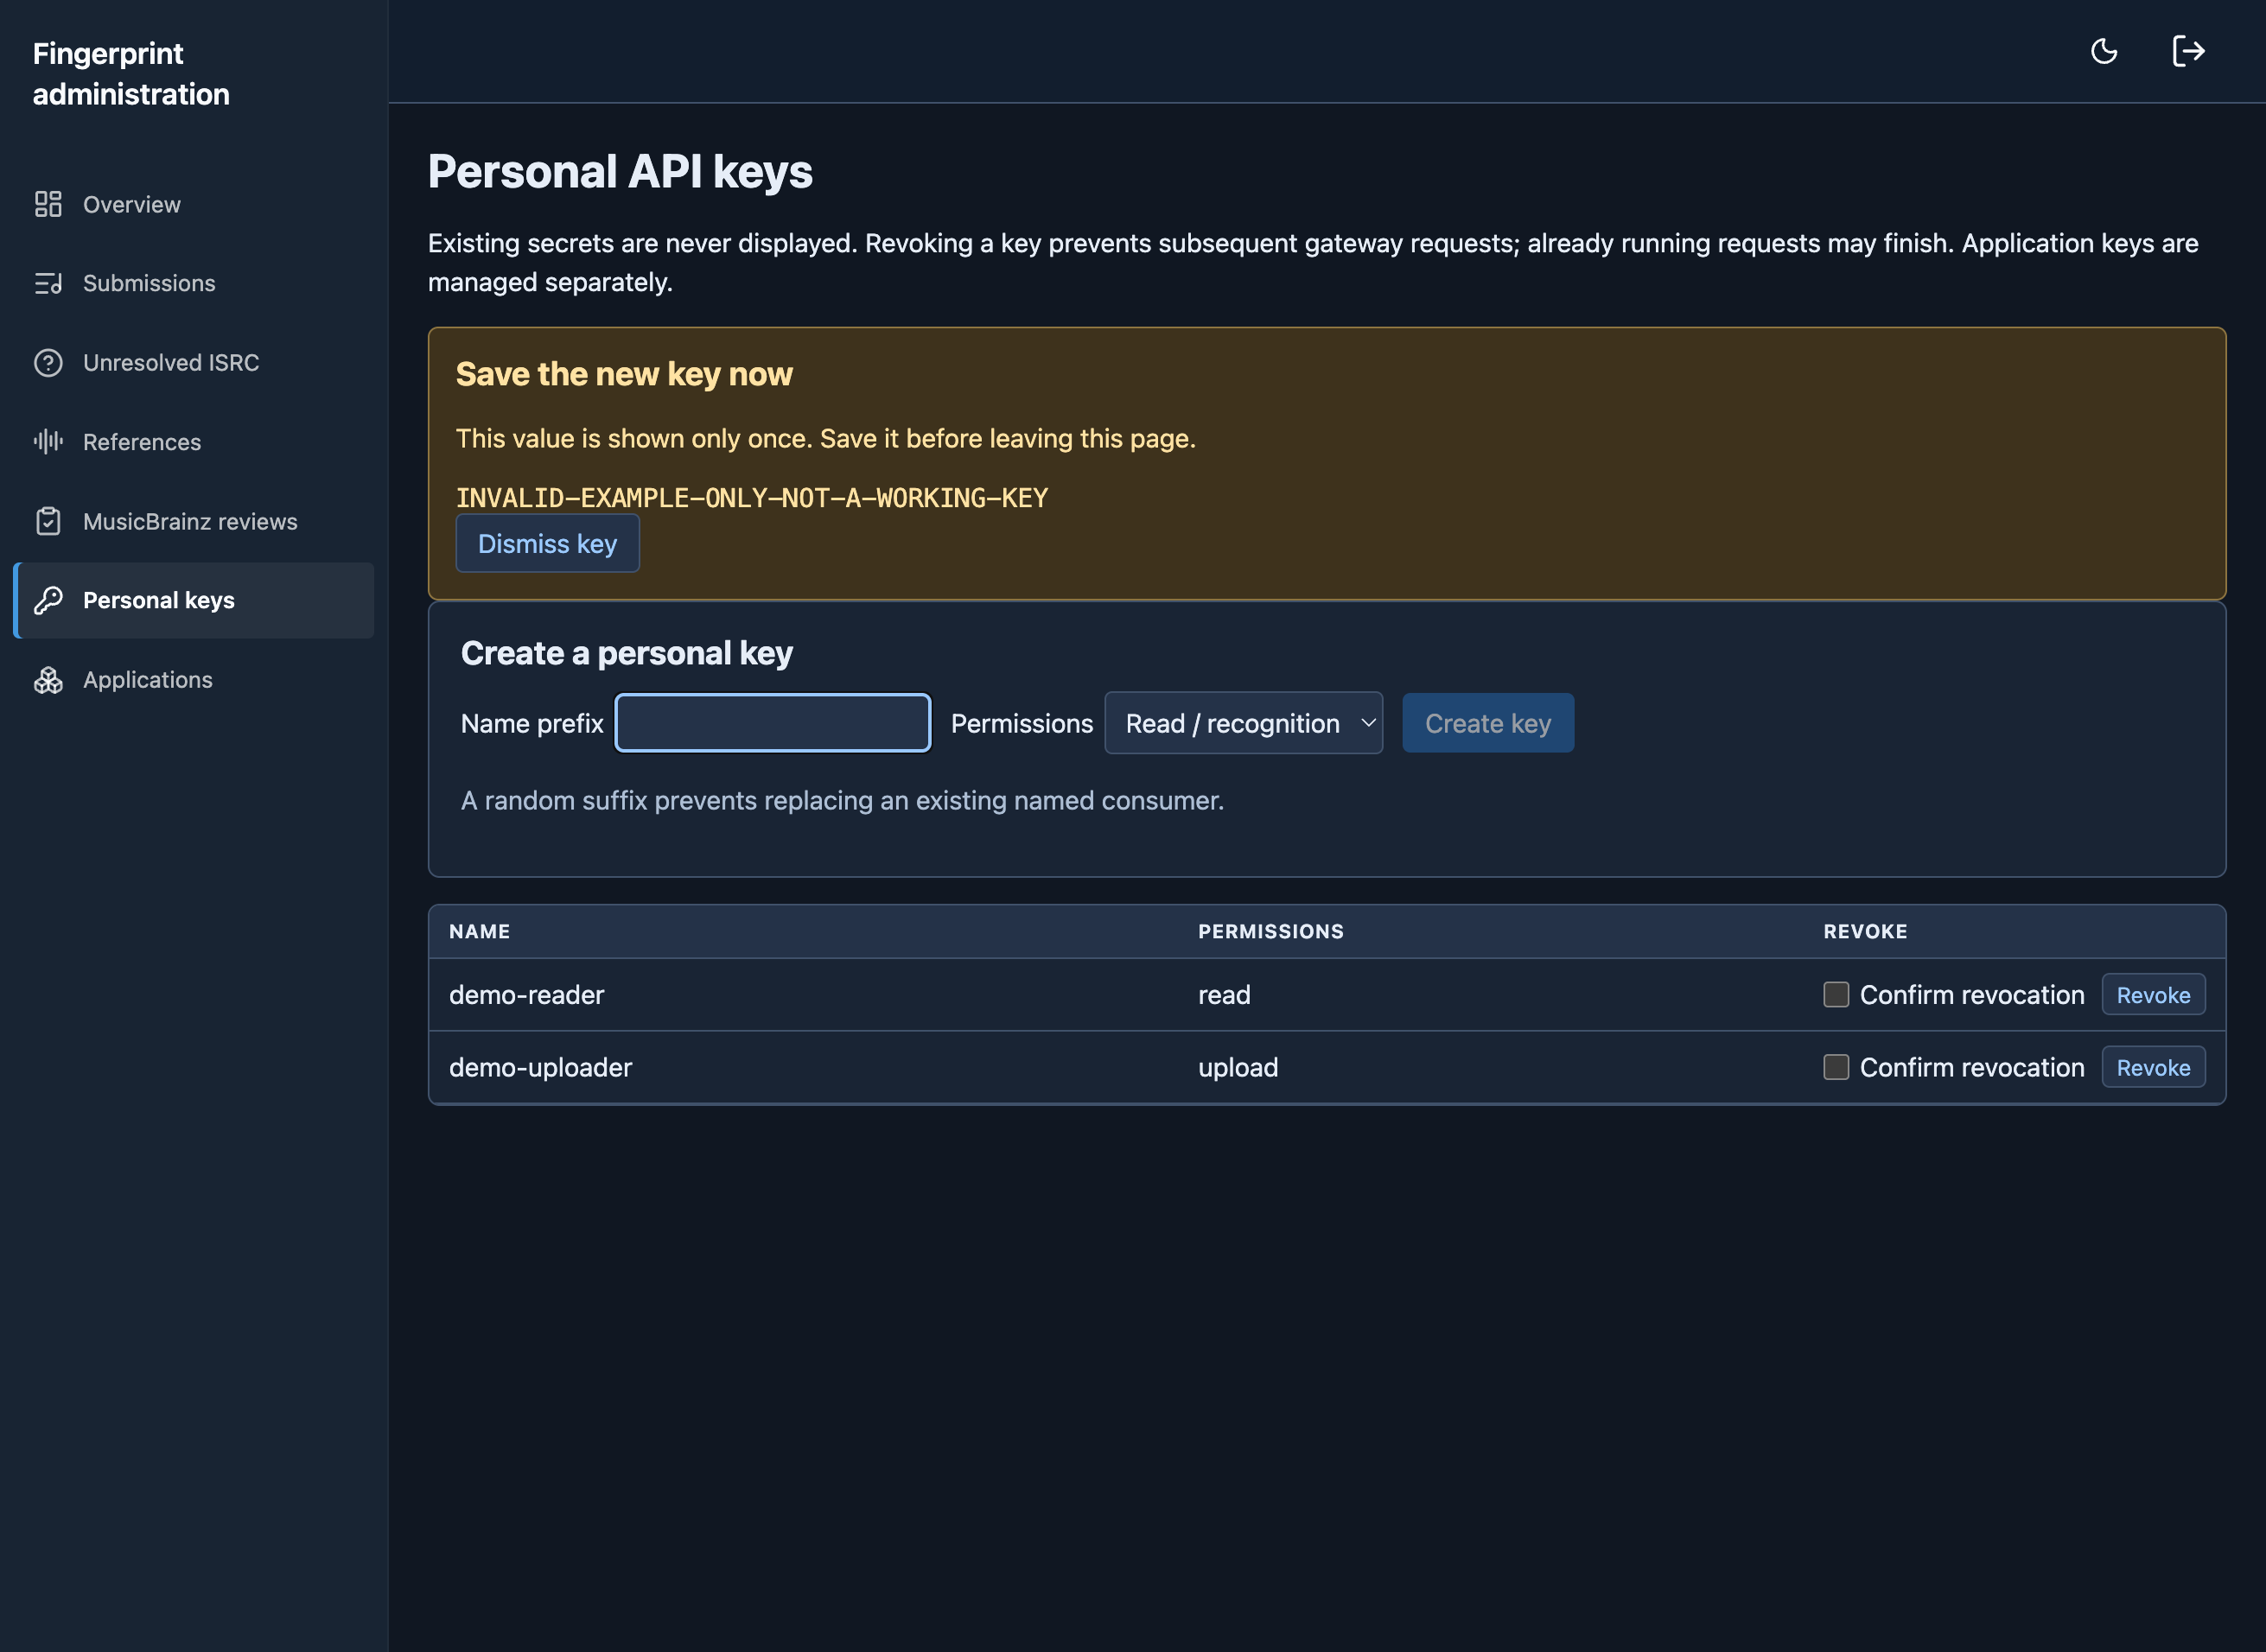 Fingerprint
administration
Overview
Submissions
Unresolved ISRC
References
MusicBrainz reviews
Personal keys
Applications
Personal API keys
Existing secrets are never displayed. Revoking a key prevents subsequent gateway requests; already running requests may finish. Application keys are
managed separately.
Save the new key now
This value is shown only once. Save it before leaving this page.
INVALID-EXAMPLE-ONLY-NOT-A-WORKING-KEY
Dismiss key
Create a personal key
Name prefix Permissions Read / recognition Create key
A random suffix prevents replacing an existing named consumer.
NAME PERMISSIONS REVOKE
demo-reader read Confirm revocation Revoke
demo-uploader upload Confirm revocation Revoke